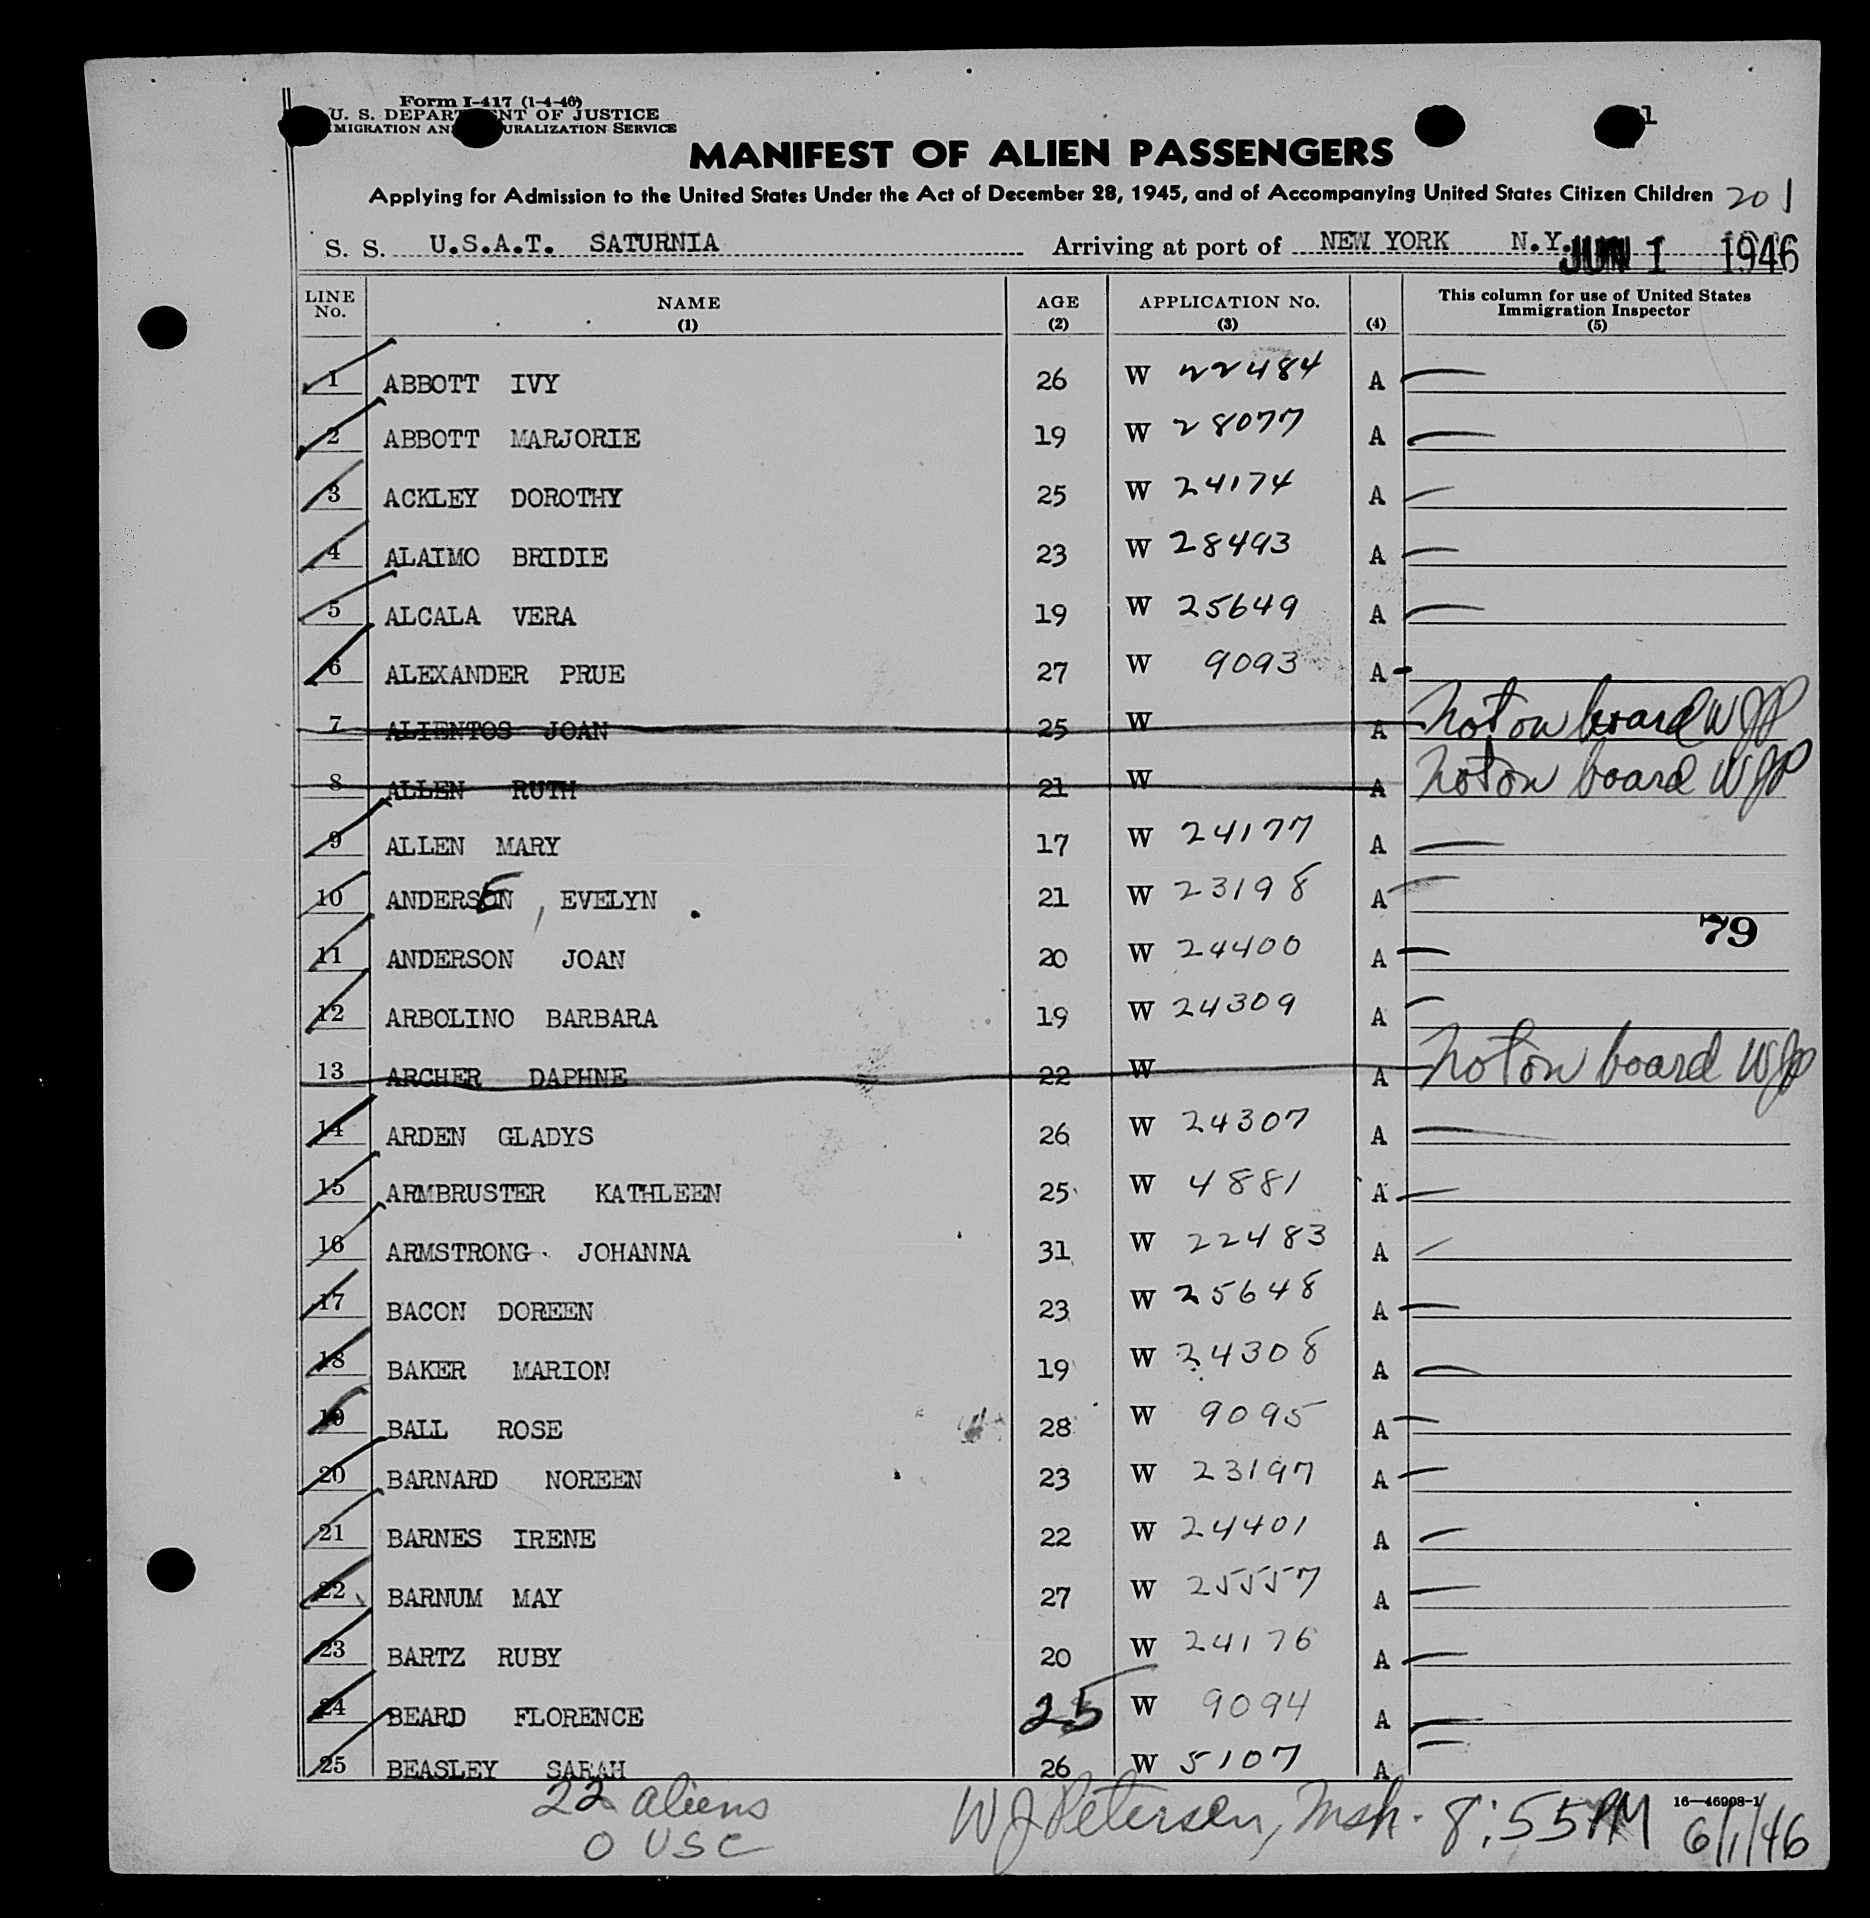 Form I-417 (1-4-46)
1
U. S. DEPART NT OF JUSTICE
MIGRATION AN URALIZATION SERVICE
MANIFEST OF ALIEN PASSENGERS
Applying for Admission to the United States Under the Act of December 28, 1945, and of Accompanying United States Citizen Children 201
S. S. U.S.A.T. SATURNIA Arriving at port of NEW YORK N.Y. JUN 1 1946
LINE No. NAME (1) AGE (2) APPLICATION No. (3) (4) This column for use of United States Immigration Inspector (5)
1 ABBOTT IVY 26 W 22484 A
2 ABBOTT MARJORIE 19 W 28077 A
3 ACKLEY DOROTHY 25 W 24174 A
4 ALAIMO BRIDIE 23 W 28493 A
5 ALCALA VERA 19 W 25649 A
6 ALEXANDER PRUE 27 W 9093 A
7 ALIENTOS JOAN 25 W A Not on board WJP
8 ALLEN RUTH 21 W A Not on board WJP
9 ALLEN MARY 17 W 24177 A
10 ANDERSEN, EVELYN 21 W 23198 A
79
11 ANDERSON JOAN 20 W 24400 A
12 ARBOLINO BARBARA 19 W 24309 A
13 ARCHER DAPHNE 22 W A Not on board WJP
14 ARDEN GLADYS 26 W 24307 A
15 ARMBRUSTER KATHLEEN 25 W 4881 A
16 ARMSTRONG JOHANNA 31 W 22483 A
17 BACON DOREEN 23 W 25648 A
18 BAKER MARION 19 W 24308 A
19 BALL ROSE 28 W 9095 A
20 BARNARD NOREEN 23 W 23197 A
21 BARNES IRENE 22 W 24401 A
22 BARNUM MAY 27 W 25557 A
23 BARTZ RUBY 20 W 24176 A
24 BEARD FLORENCE 25 W 9094 A
25 BEASLEY SARAH 26 W 5107 A
22 aliens
0 USC
W J Petersen, Insp. 8:55 PM 6/1/46
16—46908-1